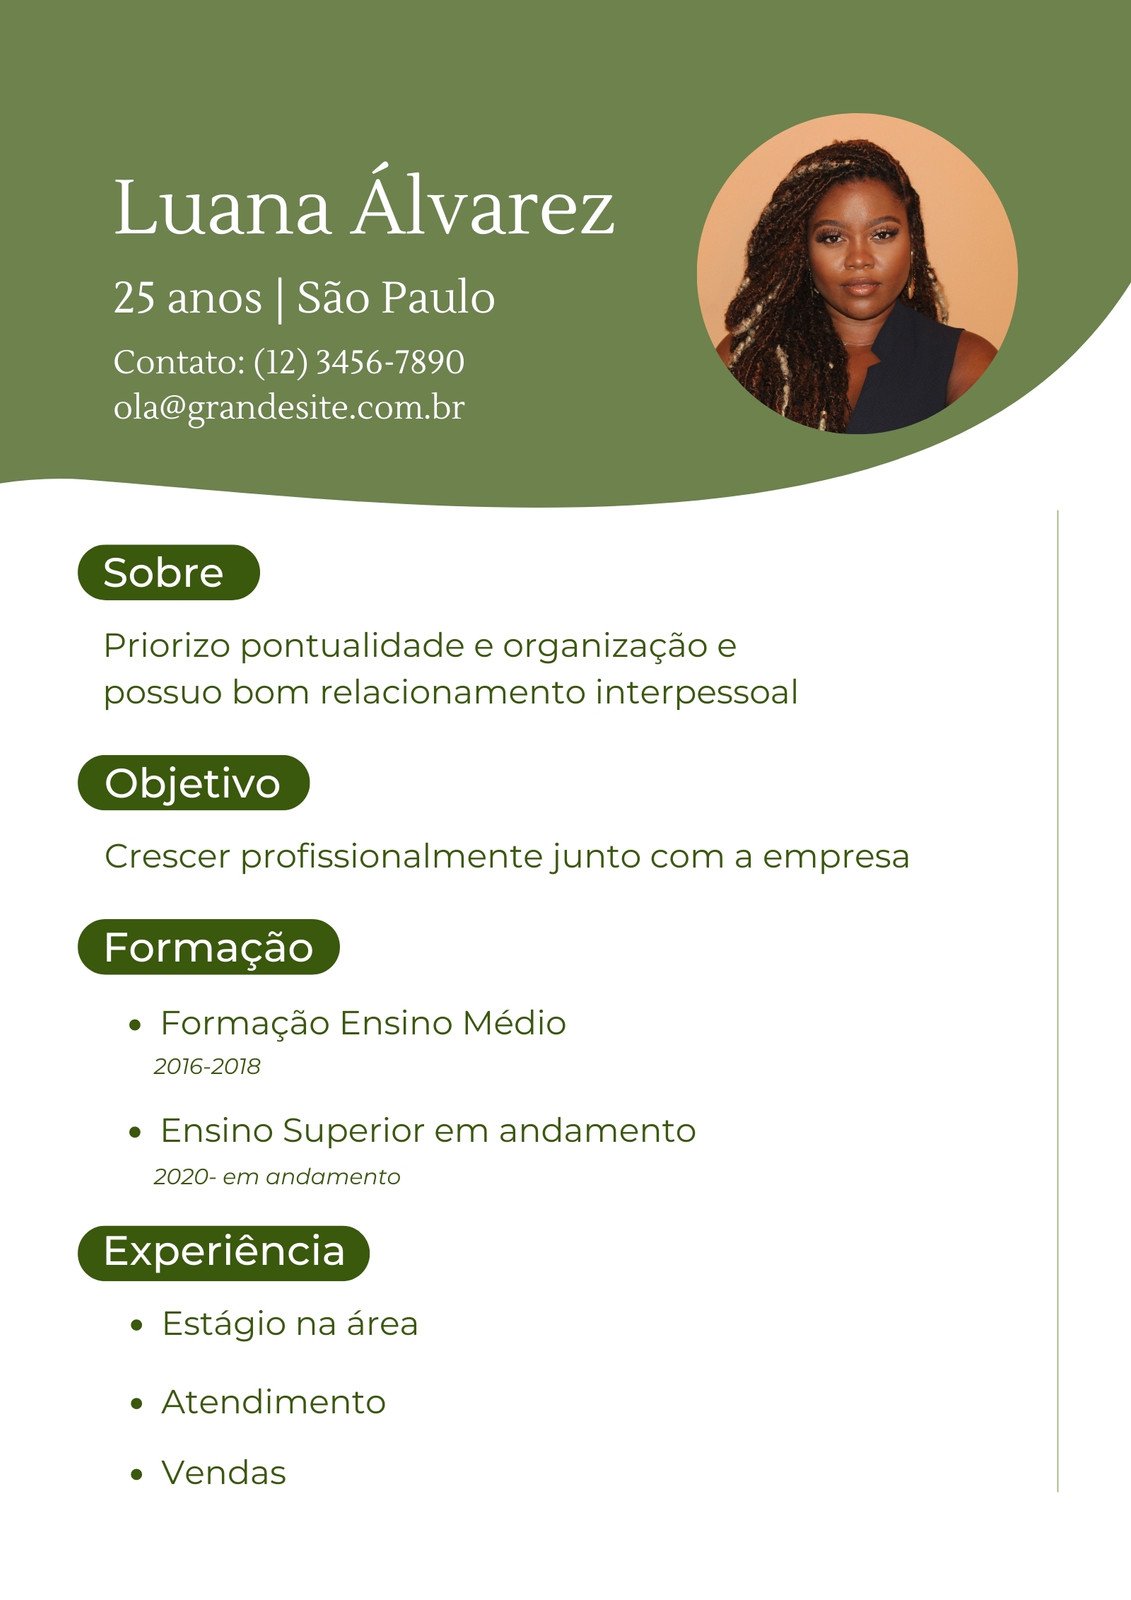 Luana Álvarez
25 anos | São Paulo
Contato: (12) 3456-7890
ola@grandesite.com.br
Sobre
Priorizo pontualidade e organização e
possuo bom relacionamento interpessoal
Objetivo
Crescer profissionalmente junto com a empresa
Formação
• Formação Ensino Médio
2016-2018
• Ensino Superior em andamento
2020- em andamento
Experiência
• Estágio na área
• Atendimento
• Vendas